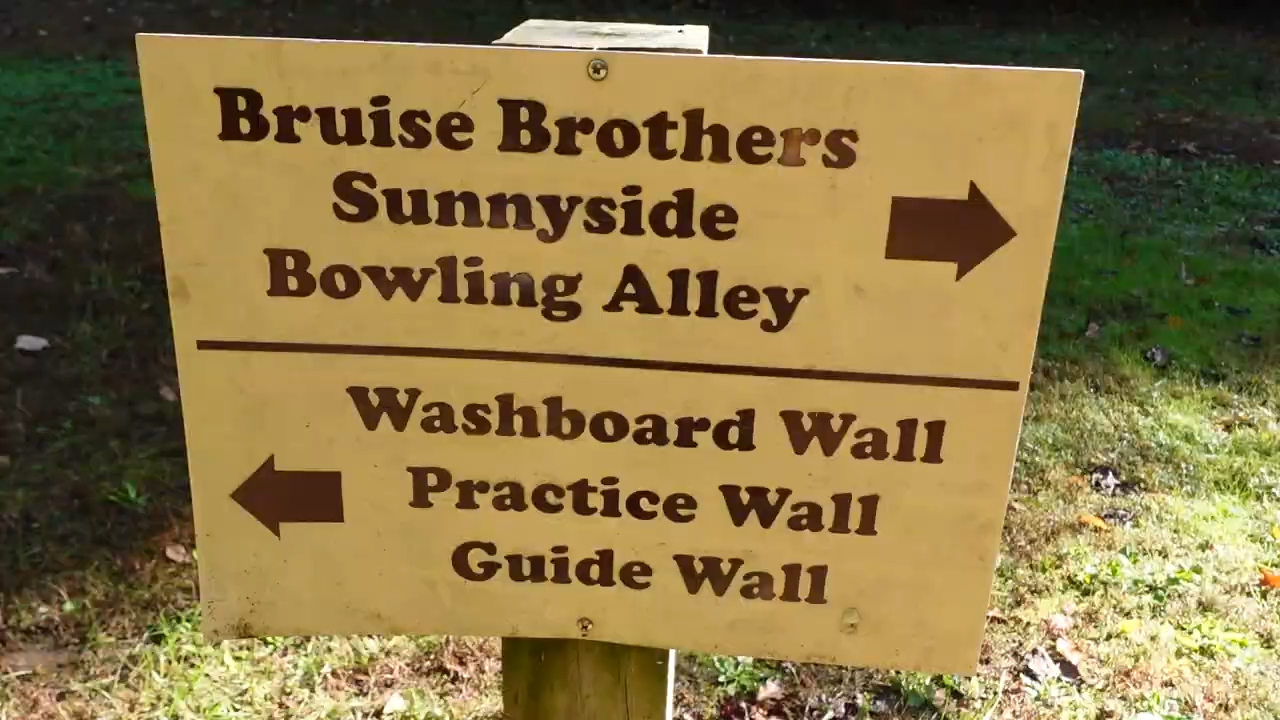 Bruise Brothers
Sunnyside
Bowling Alley
Washboard Wall
Practice Wall
Guide Wall